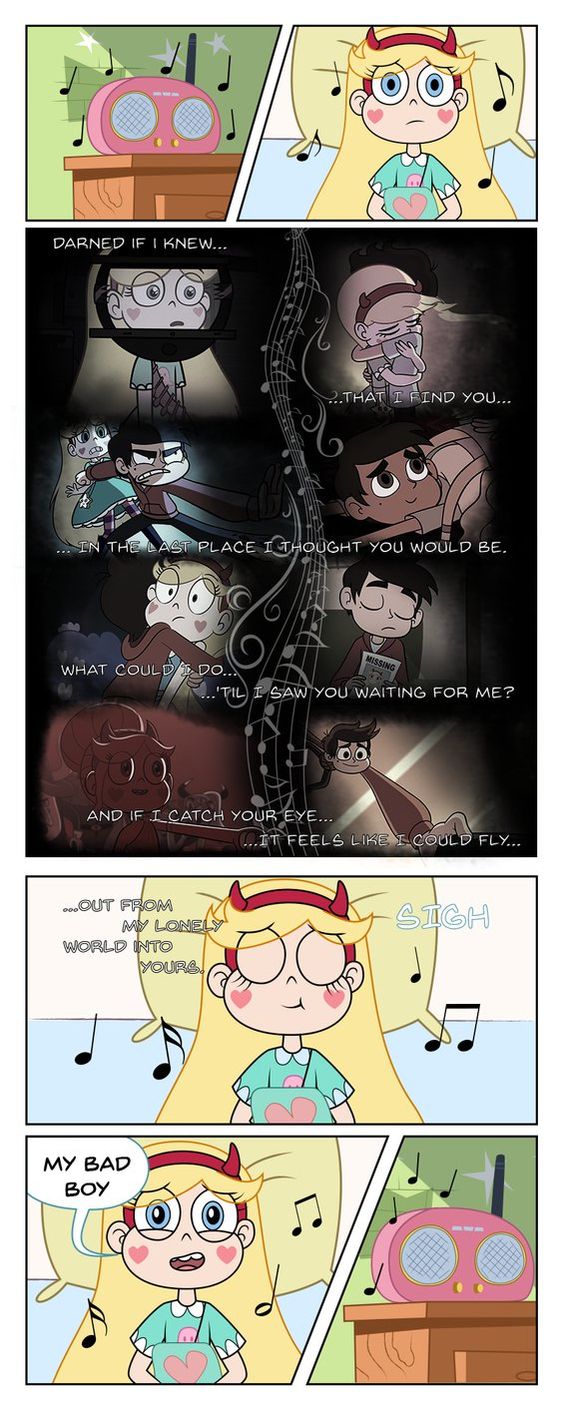 DARNED IF I KNEW...
...THAT I FIND YOU...
... IN THE LAST PLACE I THOUGHT YOU WOULD BE.
WHAT COULD I DO...
MISSING
...'TIL I SAW YOU WAITING FOR ME?
AND IF I CATCH YOUR EYE...
...IT FEELS LIKE I COULD FLY...
...OUT FROM
MY LONELY
WORLD INTO
YOURS.
SIGH
MY BAD
BOY